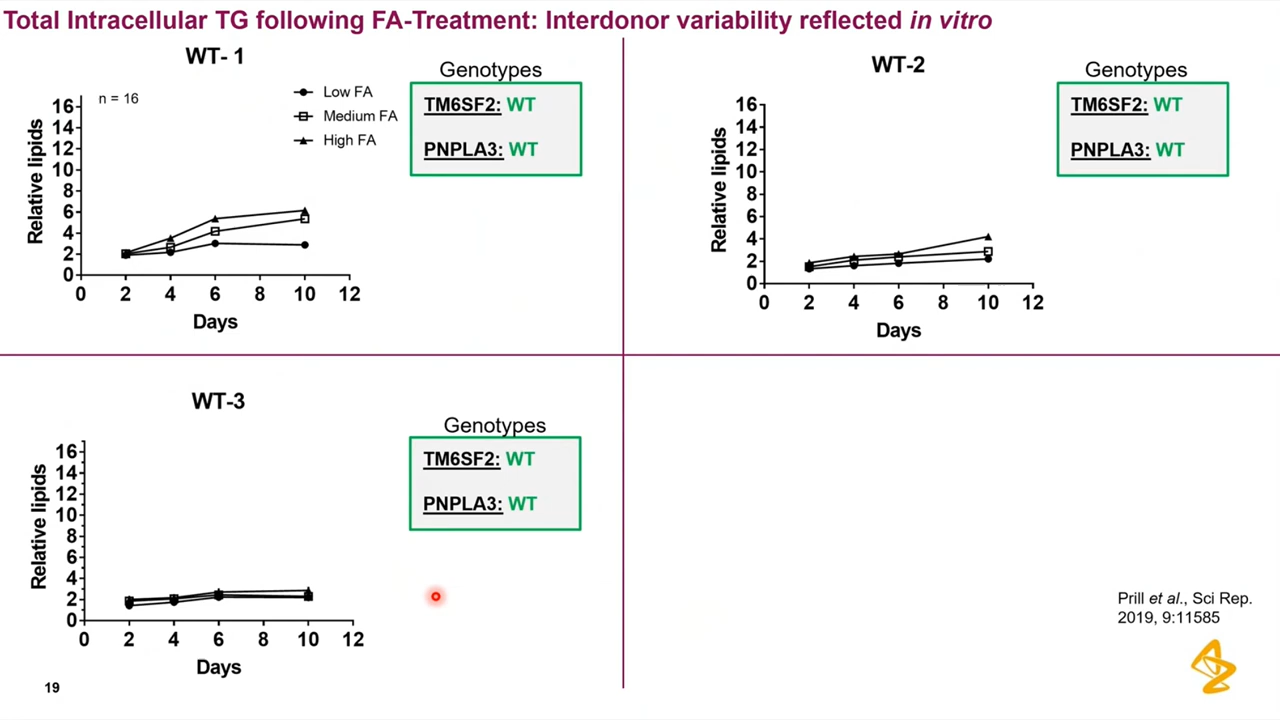 Total Intracellular TG following FA-Treatment: Interdonor variability reflected in vitro
WT- 1
n = 16
Low FA
Medium FA
High FA
Relative lipids
16
14
12
10
8
6
4
2
0
0 2 4 6 8 10 12
Days
Genotypes
TM6SF2: WT
PNPLA3: WT
WT-2
Relative lipids
16
14
12
10
8
6
4
2
0
0 2 4 6 8 10 12
Days
Genotypes
TM6SF2: WT
PNPLA3: WT
WT-3
Relative lipids
16
14
12
10
8
6
4
2
0
0 2 4 6 8 10 12
Days
Genotypes
TM6SF2: WT
PNPLA3: WT
Prill et al., Sci Rep.
2019, 9:11585
19